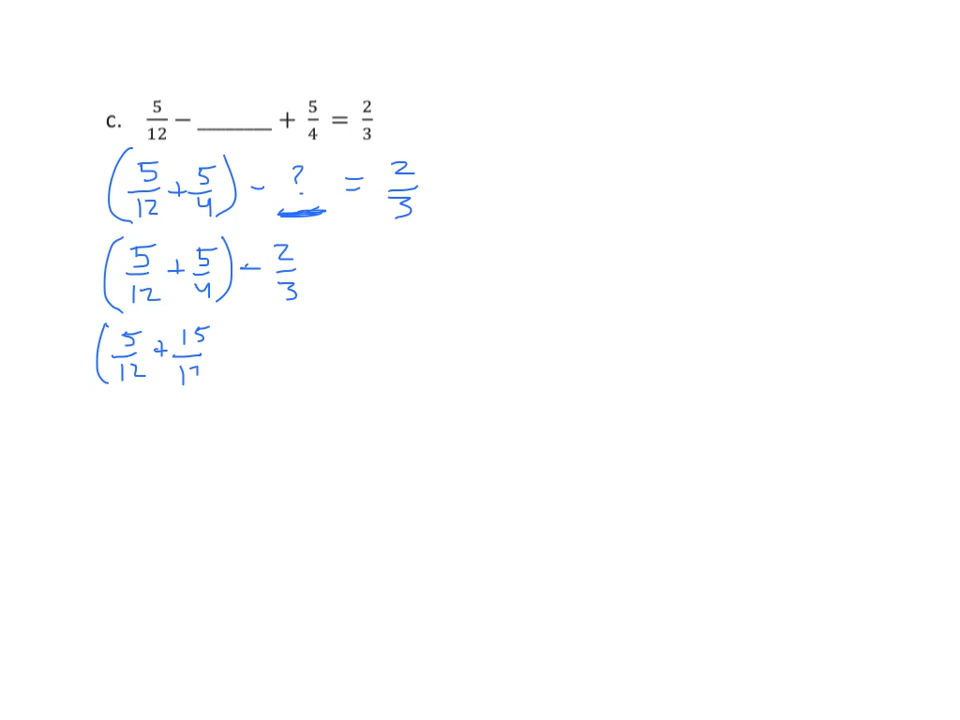 c. 5/12 − ______ + 5/4 = 2/3
(5/12 + 5/4) - ? = 2/3
(5/12 + 5/4) - 2/3
(5/12 + 15/12